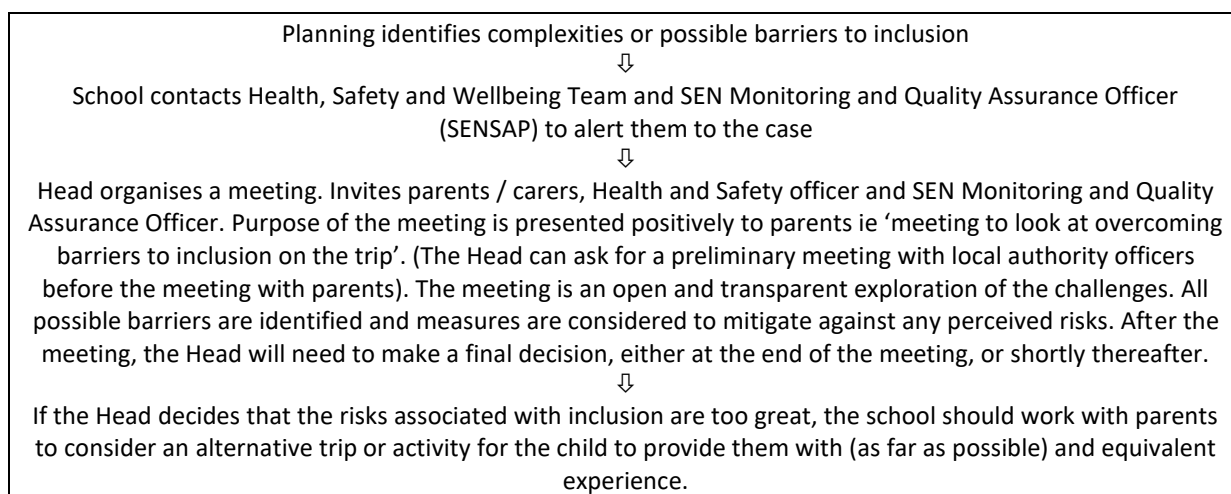 Planning identifies complexities or possible barriers to inclusion
⇩
School contacts Health, Safety and Wellbeing Team and SEN Monitoring and Quality Assurance Officer
(SENSAP) to alert them to the case
⇩
Head organises a meeting. Invites parents / carers, Health and Safety officer and SEN Monitoring and Quality
Assurance Officer. Purpose of the meeting is presented positively to parents ie ‘meeting to look at overcoming
barriers to inclusion on the trip’. (The Head can ask for a preliminary meeting with local authority officers
before the meeting with parents). The meeting is an open and transparent exploration of the challenges. All
possible barriers are identified and measures are considered to mitigate against any perceived risks. After the
meeting, the Head will need to make a final decision, either at the end of the meeting, or shortly thereafter.
⇩
If the Head decides that the risks associated with inclusion are too great, the school should work with parents
to consider an alternative trip or activity for the child to provide them with (as far as possible) and equivalent
experience.